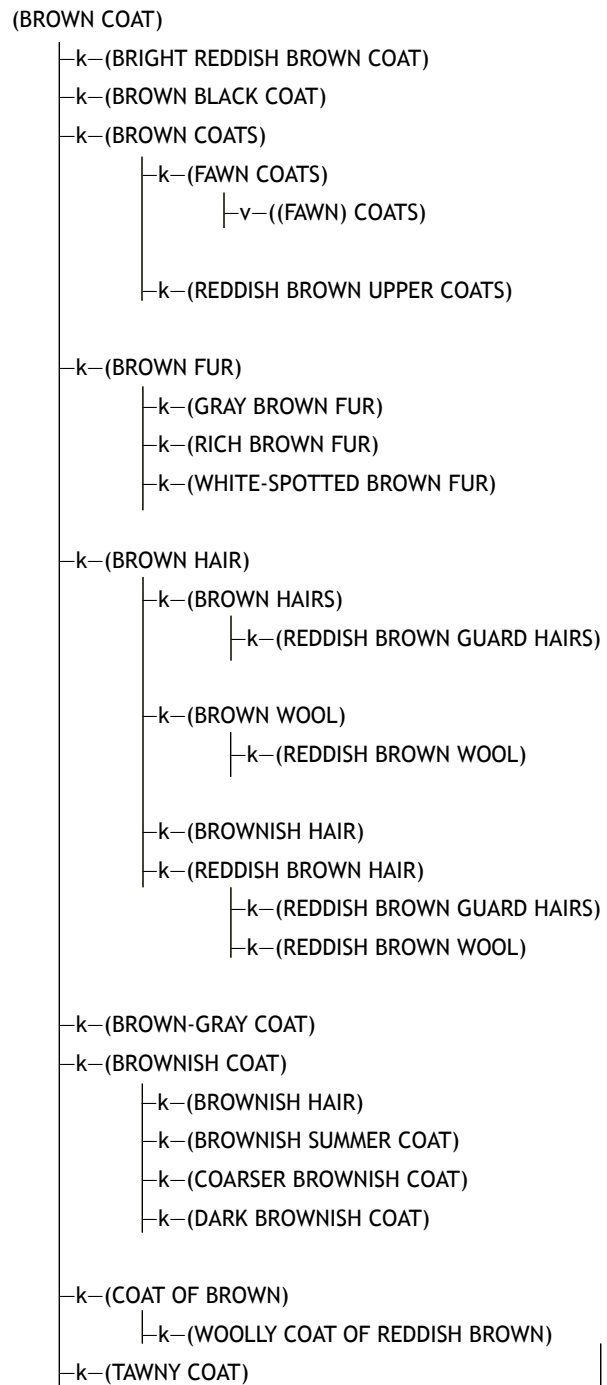 (BROWN COAT)
k—(BRIGHT REDDISH BROWN COAT)
k—(BROWN BLACK COAT)
k—(BROWN COATS)
k—(FAWN COATS)
v—((FAWN) COATS)
k—(REDDISH BROWN UPPER COATS)
k—(BROWN FUR)
k—(GRAY BROWN FUR)
k—(RICH BROWN FUR)
k—(WHITE-SPOTTED BROWN FUR)
k—(BROWN HAIR)
k—(BROWN HAIRS)
k—(REDDISH BROWN GUARD HAIRS)
k—(BROWN WOOL)
k—(REDDISH BROWN WOOL)
k—(BROWNISH HAIR)
k—(REDDISH BROWN HAIR)
k—(REDDISH BROWN GUARD HAIRS)
k—(REDDISH BROWN WOOL)
k—(BROWN-GRAY COAT)
k—(BROWNISH COAT)
k—(BROWNISH HAIR)
k—(BROWNISH SUMMER COAT)
k—(COARSER BROWNISH COAT)
k—(DARK BROWNISH COAT)
k—(COAT OF BROWN)
k—(WOOLLY COAT OF REDDISH BROWN)
k—(TAWNY COAT)